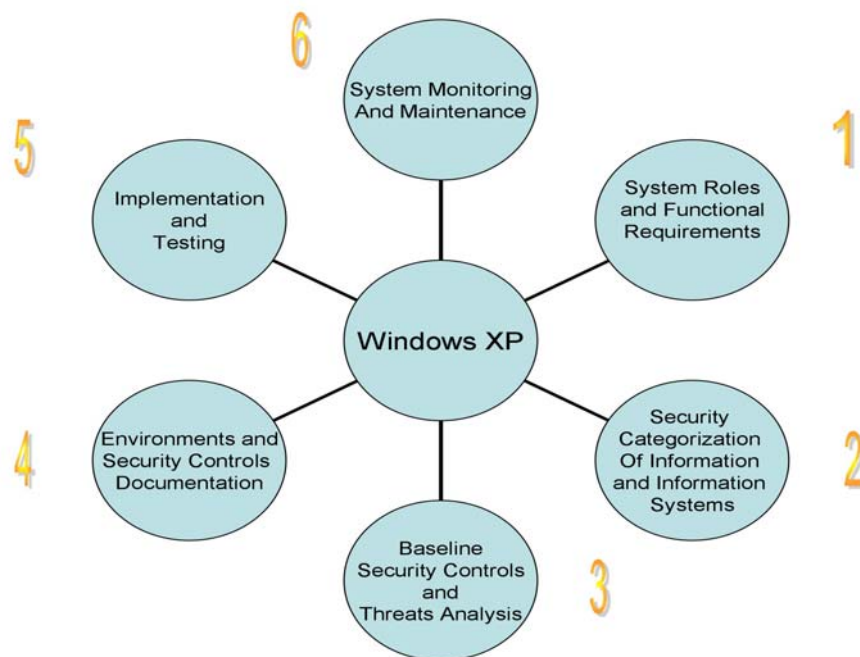 6
System Monitoring
And Maintenance
5
Implementation
and
Testing
1
System Roles
and Functional
Requirements
Windows XP
4
Environments and
Security Controls
Documentation
Security
Categorization
Of Information
and Information
Systems
2
Baseline
Security Controls
and
Threats Analysis
3